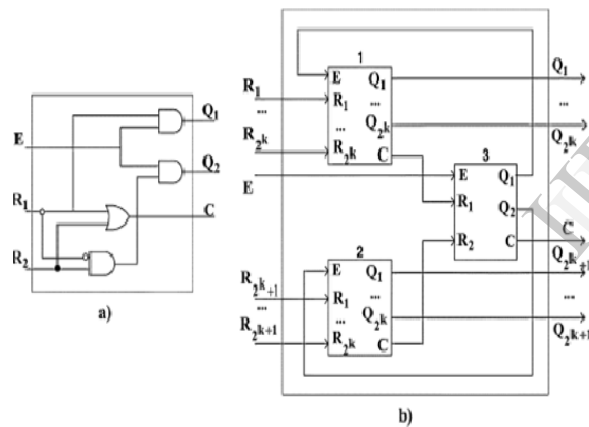 E
R1
R2
Q1
Q2
C
a)
R1
...
R2k
E
R2k+1
...
R2k+1
1
E
R1
...
R2k
Q1
...
Q2k
C
2
E
R1
...
R2k
Q1
...
Q2k
C
3
E
R1
R2
Q1
Q2
C
Q1
...
Q2k
C
Q2k+1
...
Q2k+1
b)